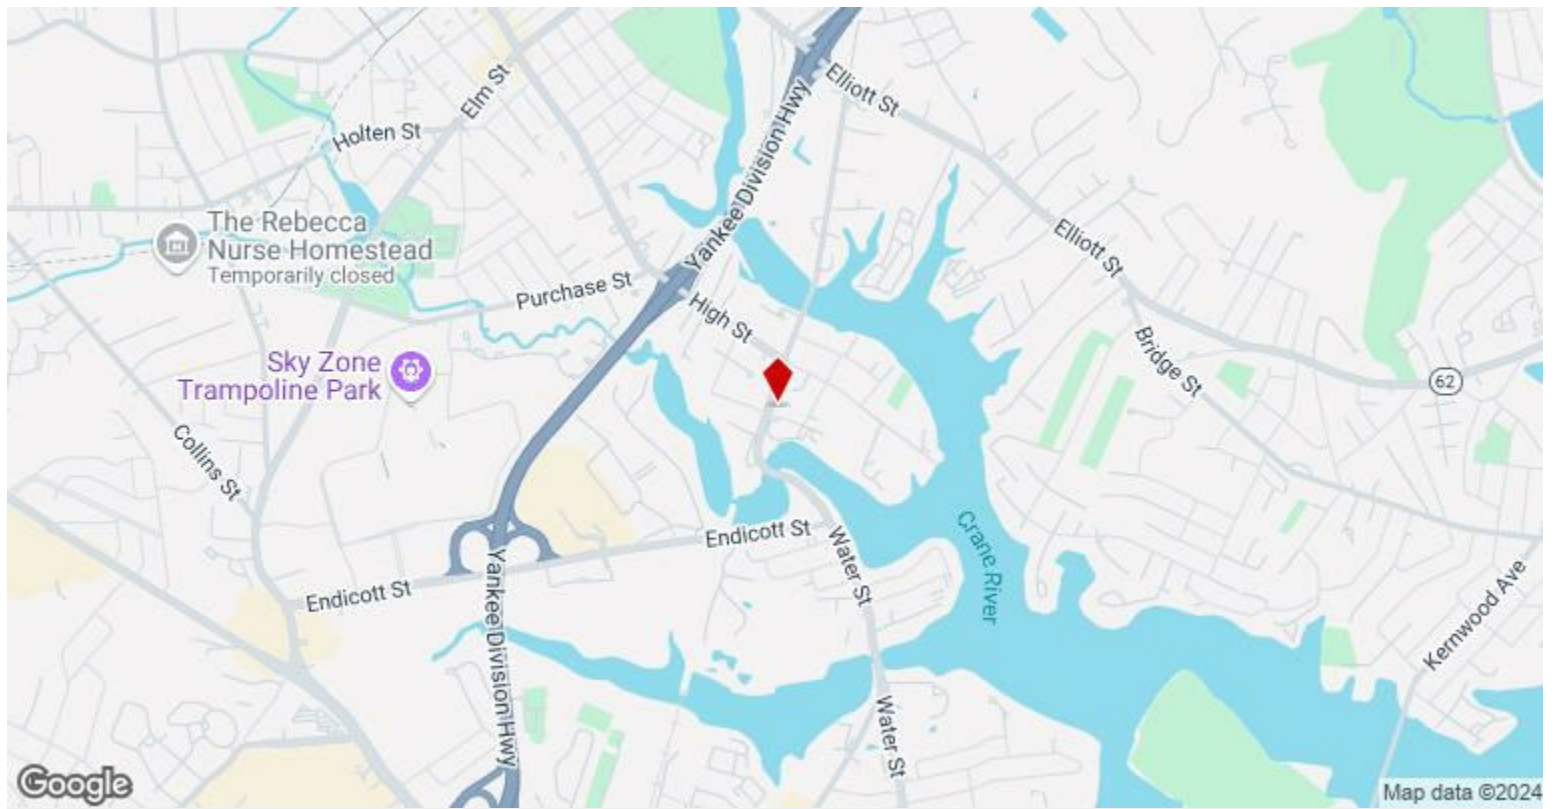 Elliott St
Elm St
Holten St
Yankee Division Hwy
The Rebecca
Nurse Homestead
Temporarily closed
Elliott St
Purchase St
High St
Bridge St
Sky Zone
Trampoline Park
62
Collins St
Endicott St
Water St
Crane River
Endicott St
Yankee Division Hwy
Kernwood Ave
Water St
Google
Map data ©2024